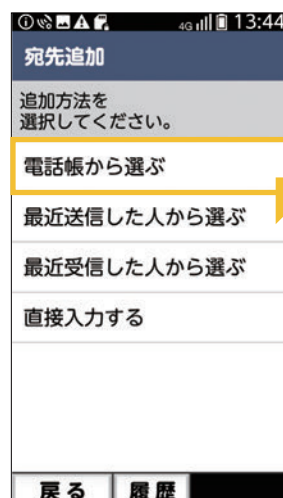 4G 13:44
宛先追加
追加方法を
選択してください。
電話帳から選ぶ
最近送信した人から選ぶ
最近受信した人から選ぶ
直接入力する
戻る 履歴